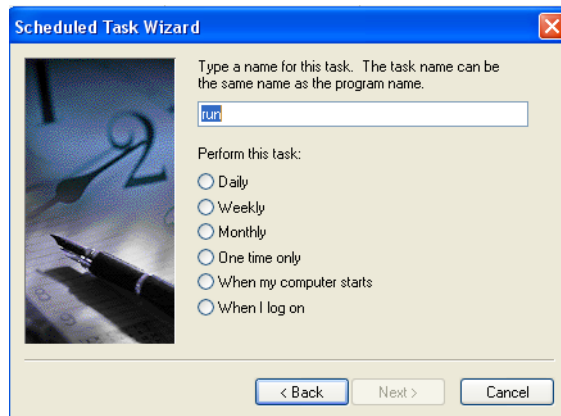 Scheduled Task Wizard
Type a name for this task.  The task name can be
the same name as the program name.
run
Perform this task:
Daily
Weekly
Monthly
One time only
When my computer starts
When I log on
< Back
Next >
Cancel